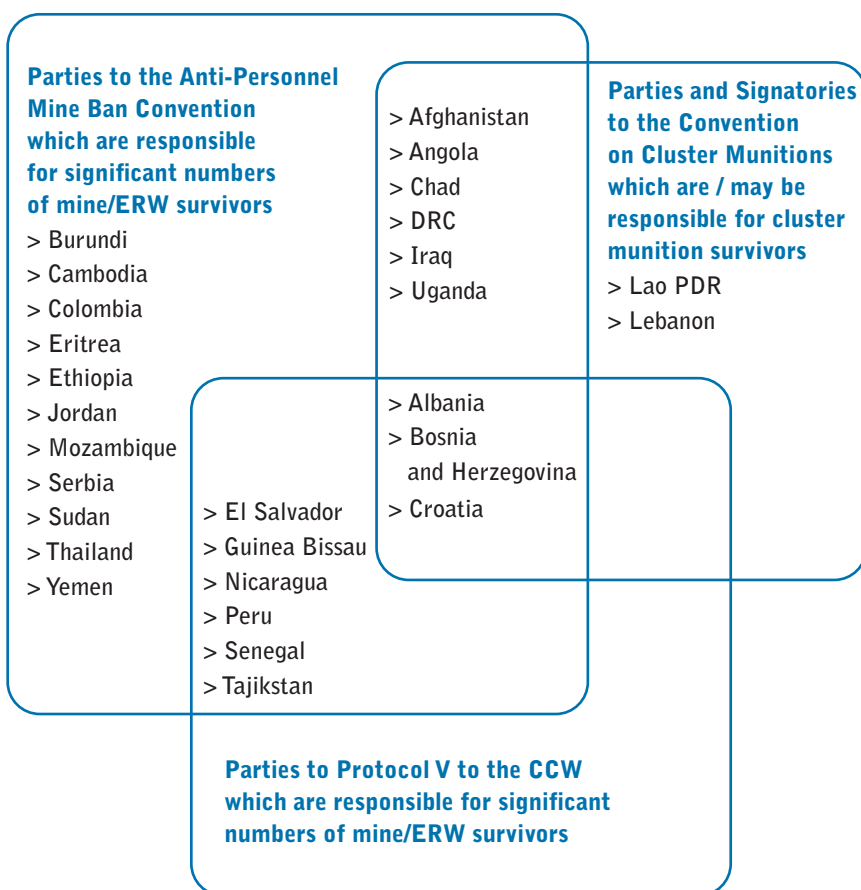 Parties to the Anti-Personnel
Mine Ban Convention
which are responsible
for significant numbers
of mine/ERW survivors
> Burundi
> Cambodia
> Colombia
> Eritrea
> Ethiopia
> Jordan
> Mozambique
> Serbia
> Sudan
> Thailand
> Yemen
> Afghanistan
> Angola
> Chad
> DRC
> Iraq
> Uganda
Parties and Signatories
to the Convention
on Cluster Munitions
which are / may be
responsible for cluster
munition survivors
> Lao PDR
> Lebanon
> Albania
> Bosnia
and Herzegovina
> Croatia
> El Salvador
> Guinea Bissau
> Nicaragua
> Peru
> Senegal
> Tajikstan
Parties to Protocol V to the CCW
which are responsible for significant
numbers of mine/ERW survivors